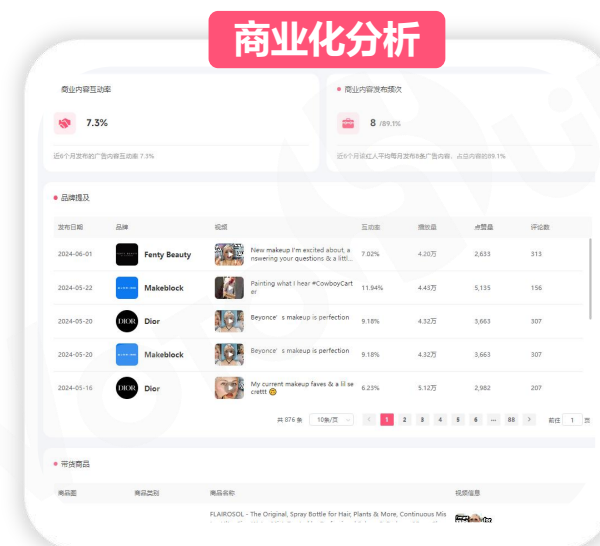 商业化分析
商业内容互动率
商业内容发布频次
7.3%
8 /89.1%
近6个月发布的广告内容互动率 7.3%
近6个月该红人平均每月发布8条广告内容，占总内容的89.1%
品牌提及
发布日期 品牌 视频 互动率 播放量 点赞量 评论数
2024-06-01 Fenty Beauty New makeup I'm excited about, a 7.02% 4.20万 2,633 313
nswering your questions & a littl...
2024-05-22 Makeblock Painting what I hear #CowboyCart 11.94% 4.43万 5,135 156
er
2024-05-20 DIOR Dior Beyonce' s makeup is perfection 9.18% 4.32万 3,663 307
2024-05-20 Makeblock Beyonce' s makeup is perfection 9.18% 4.32万 3,663 307
2024-05-16 DIOR Dior My current makeup faves & a lil se 6.23% 5.12万 2,982 207
crettt
共 876 条 10条/页 1 2 3 4 5 6 ... 88 前往 1 页
带货商品
商品图 商品类别 商品名称 视频信息
FLAIROSOL - The Original, Spray Bottle for Hair, Plants & More, Continuous Mis